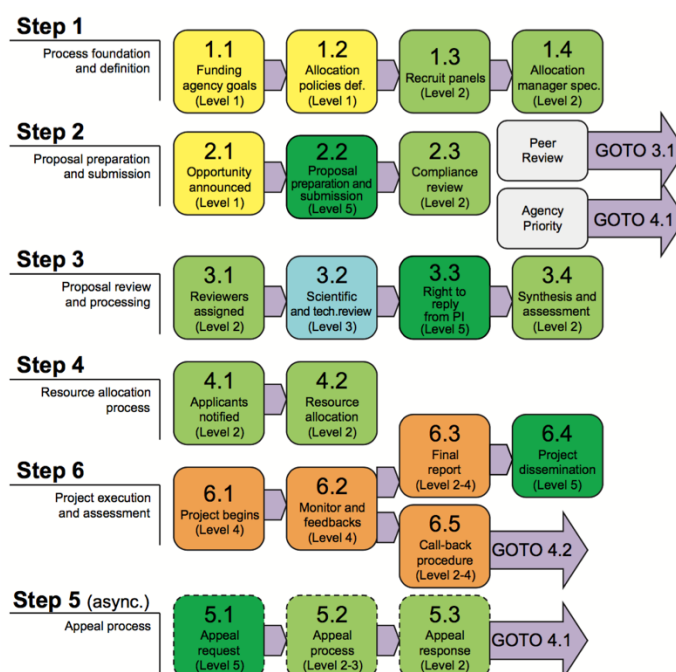 Step 1
Process foundation
and definition
1.1
Funding
agency goals
(Level 1)
1.2
Allocation
policies def.
(Level 1)
1.3
Recruit panels
(Level 2)
1.4
Allocation
manager spec.
(Level 2)
Step 2
Proposal preparation
and submission
2.1
Opportunity
announced
(Level 1)
2.2
Proposal
preparation and
submission
(Level 5)
2.3
Compliance
review
(Level 2)
Peer
Review
GOTO 3.1
Agency
Priority
GOTO 4.1
Step 3
Proposal review
and processing
3.1
Reviewers
assigned
(Level 2)
3.2
Scientific
and tech.review
(Level 3)
3.3
Right to
reply
from PI
(Level 5)
3.4
Synthesis and
assessment
(Level 2)
Step 4
Resource allocation
process
4.1
Applicants
notified
(Level 2)
4.2
Resource
allocation
(Level 2)
Step 6
Project execution
and assessment
6.1
Project begins
(Level 4)
6.2
Monitor and
feedbacks
(Level 4)
6.3
Final
report
(Level 2-4)
6.4
Project
dissemination
(Level 5)
6.5
Call-back
procedure
(Level 2-4)
GOTO 4.2
Step 5 (async.)
Appeal process
5.1
Appeal
request
(Level 5)
5.2
Appeal
process
(Level 2-3)
5.3
Appeal
response
(Level 2)
GOTO 4.1